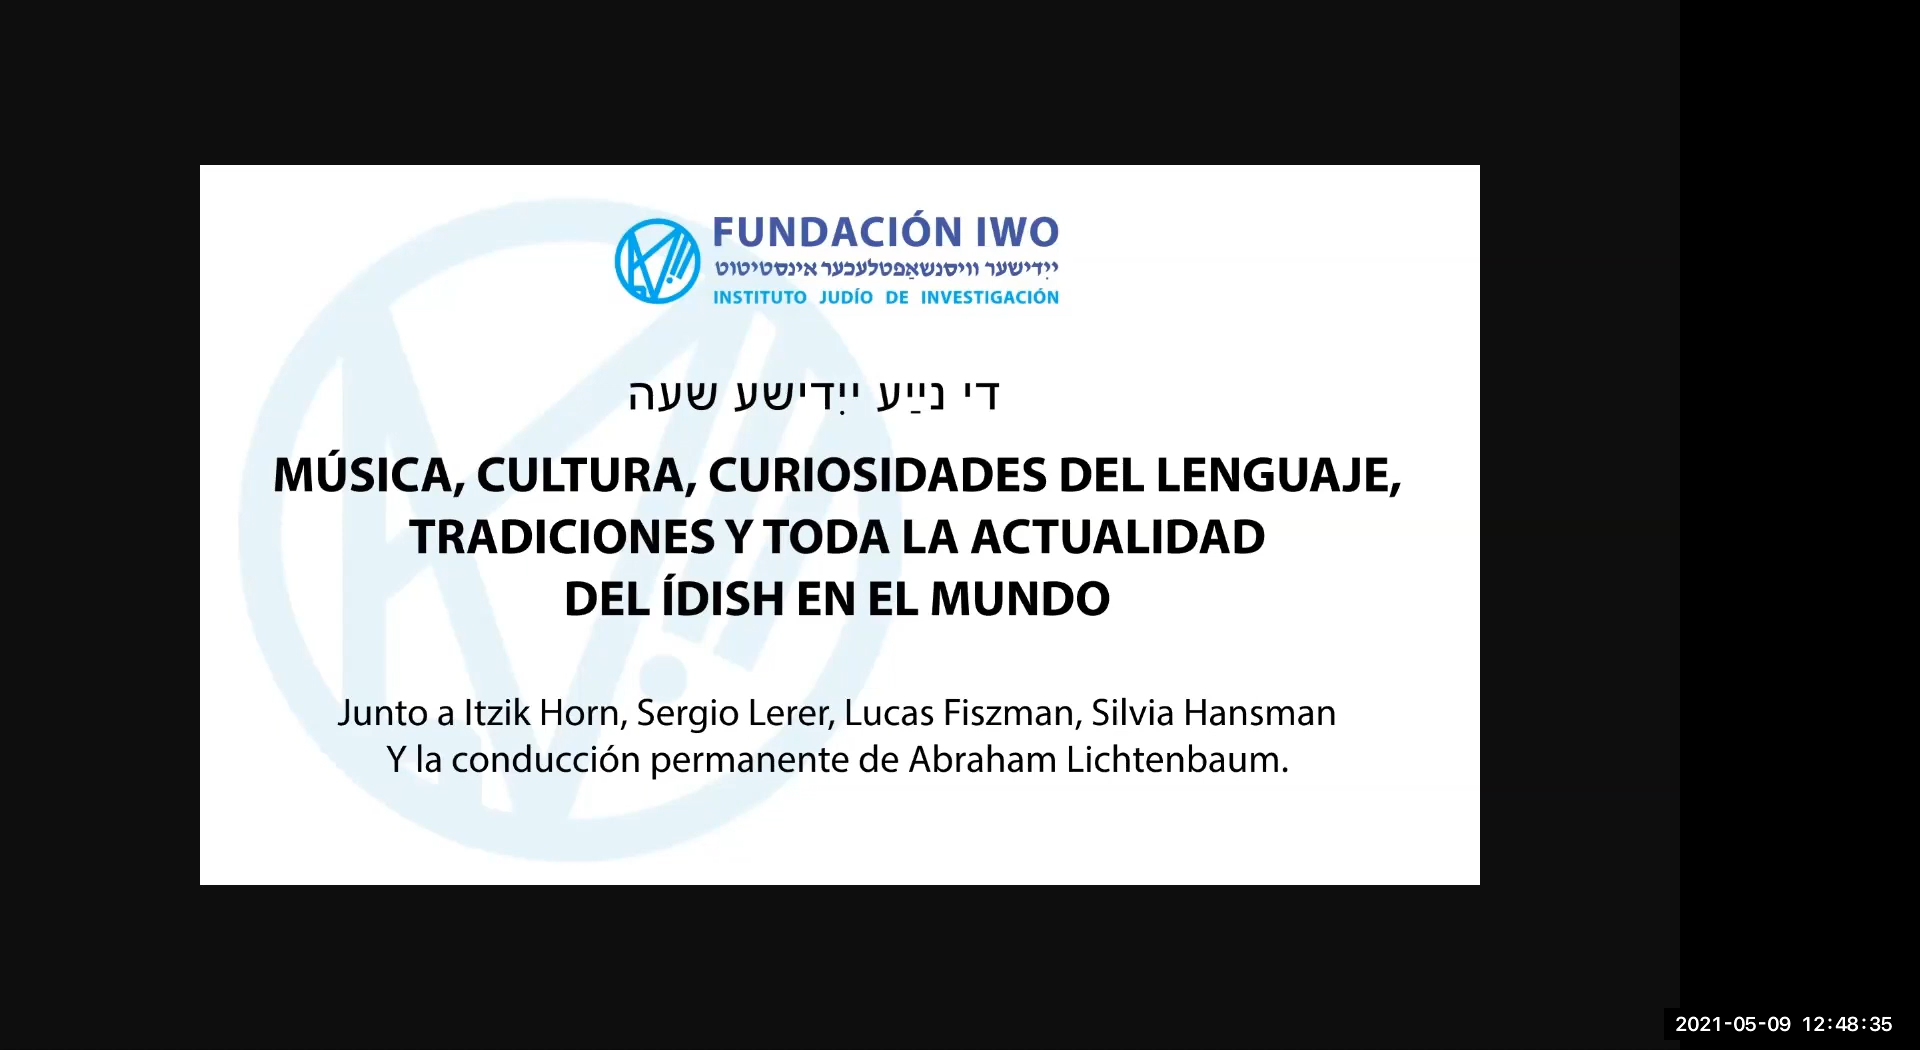 FUNDACIÓN IWO
ייִדישער וויסנשאַפטלעכער אינסטיטוט
INSTITUTO JUDÍO DE INVESTIGACIÓN
די נײַע ייִדישע שעה
MÚSICA, CULTURA, CURIOSIDADES DEL LENGUAJE,
TRADICIONES Y TODA LA ACTUALIDAD
DEL ÍDISH EN EL MUNDO
Junto a Itzik Horn, Sergio Lerer, Lucas Fiszman, Silvia Hansman
Y la conducción permanente de Abraham Lichtenbaum.
2021-05-09 12:48:35